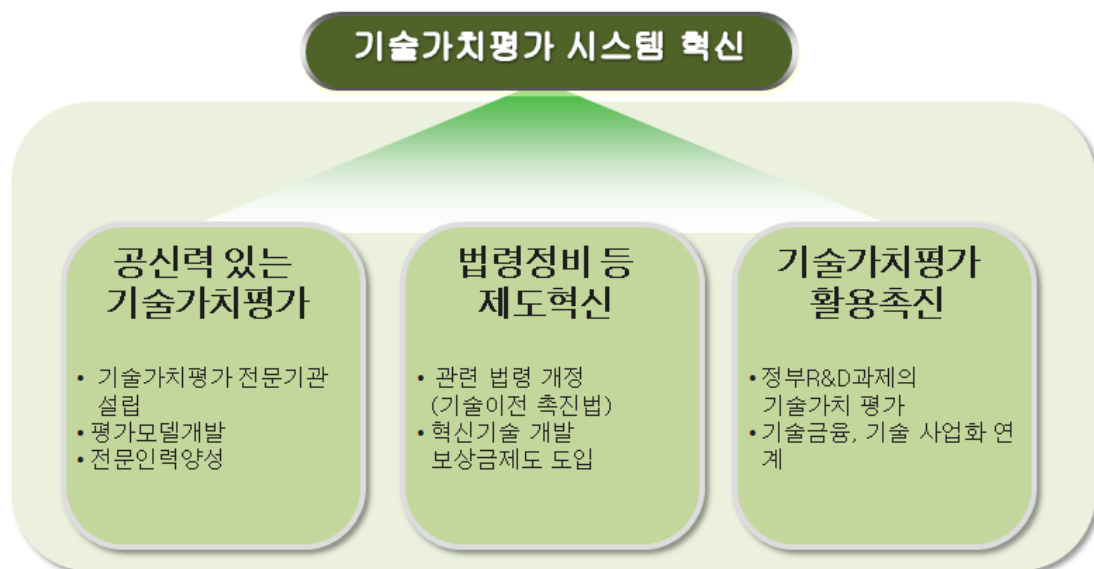 기술가치평가 시스템 혁신
공신력 있는
기술가치평가
• 기술가치평가 전문기관
설립
• 평가모델개발
• 전문인력양성
법령정비 등
제도혁신
• 관련 법령 개정
(기술이전 촉진법)
• 혁신기술 개발
보상금제도 도입
기술가치평가
활용촉진
• 정부R&D과제의
기술가치 평가
• 기술금융, 기술 사업화 연
계